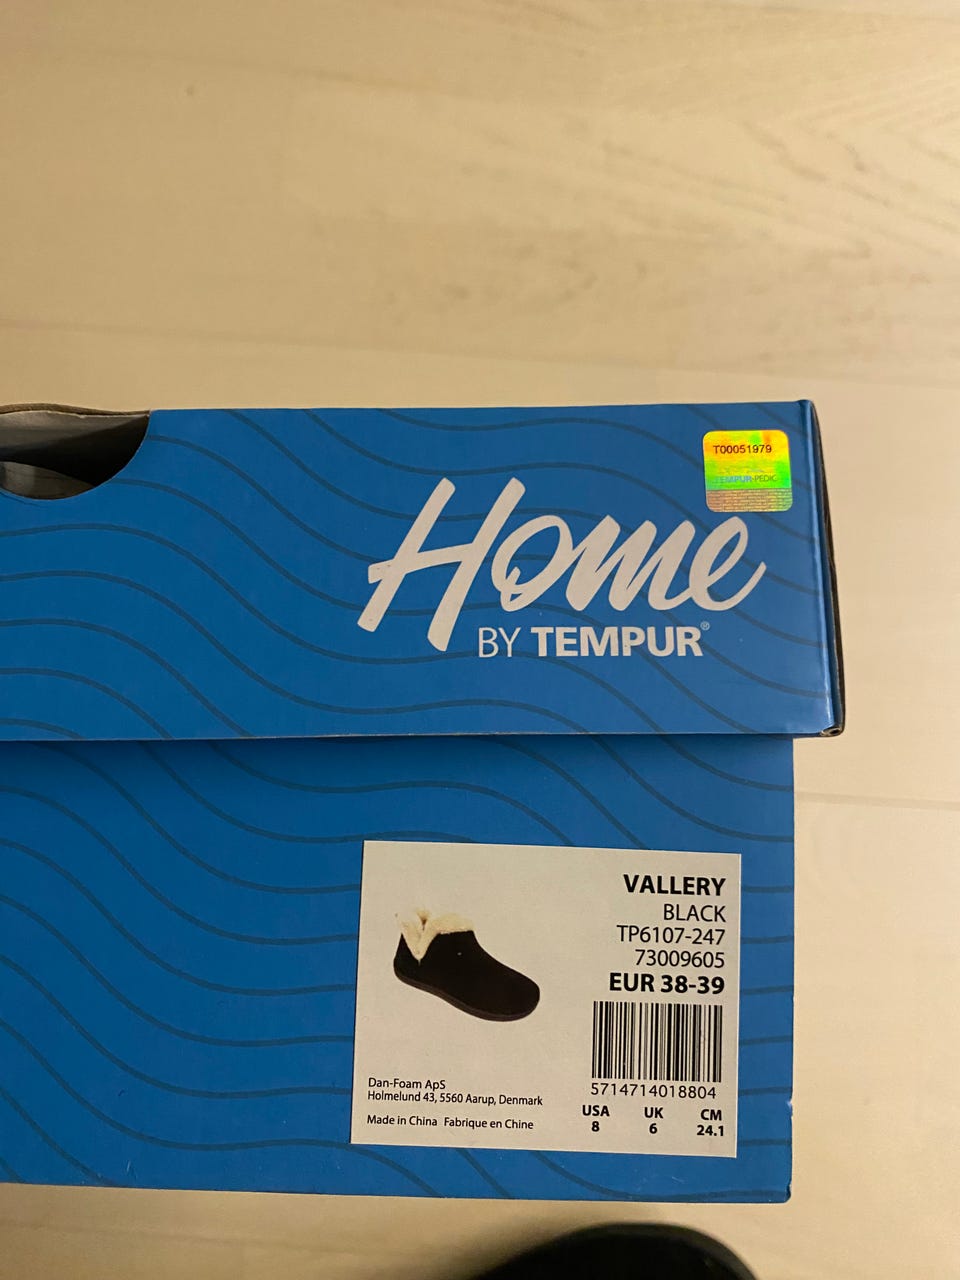 T00051979
TEMPUR-PEDIC
Home
BY TEMPUR®
VALLERY
BLACK
TP6107-247
73009605
EUR 38-39
5714714018804
USA UK CM
8 6 24.1
Dan-Foam ApS
Holmelund 43, 5560 Aarup, Denmark
Made in China Fabrique en Chine